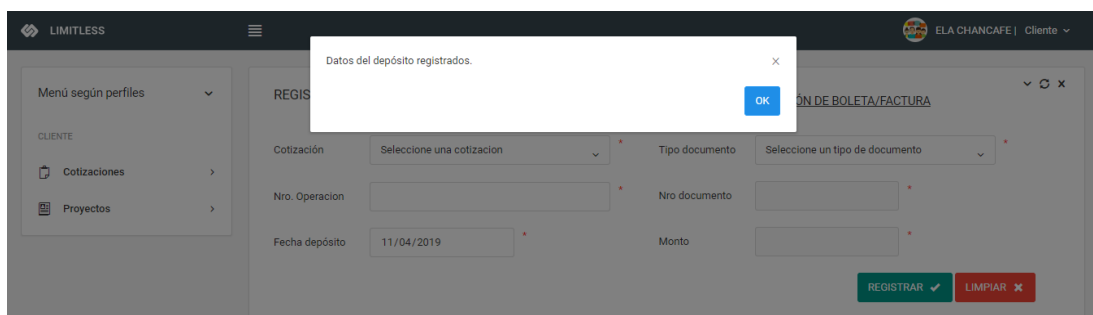 LIMITLESS
ELA CHANCAFE | Cliente
Datos del depósito registrados.
OK
Menú según perfiles
CLIENTE
Cotizaciones
Proyectos
REGIS
ÓN DE BOLETA/FACTURA
Cotización Seleccione una cotizacion * Tipo documento Seleccione un tipo de documento *
Nro. Operacion * Nro documento *
Fecha depósito 11/04/2019 * Monto *
REGISTRAR LIMPIAR